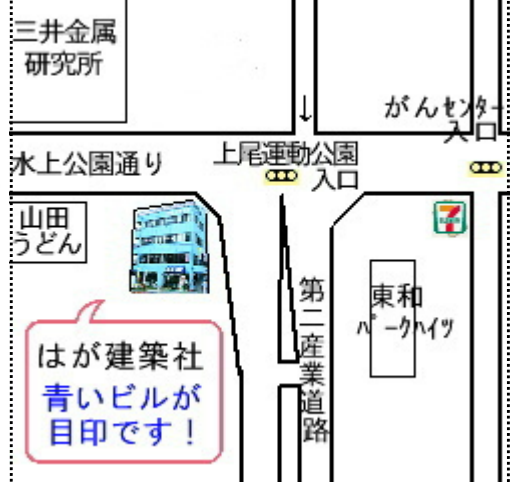 三井金属
研究所
がんセンター
入口
水上公園通り
上尾運動公園
入口
山田
うどん
第二産業道路
東和
パークハイツ
はが建築社
青いビルが
目印です！